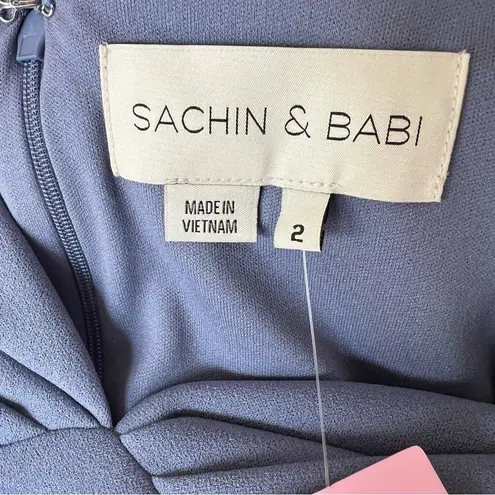 SACHIN & BABI
MADE IN
VIETNAM
2